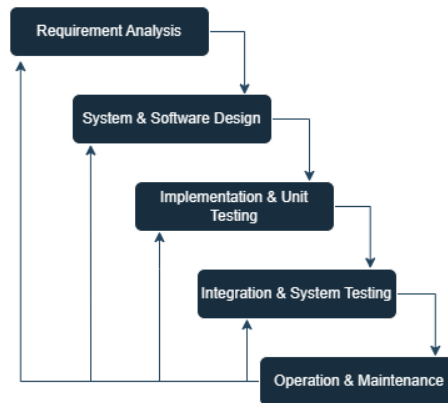 Requirement Analysis
System & Software Design
Implementation & Unit
Testing
Integration & System Testing
Operation & Maintenance